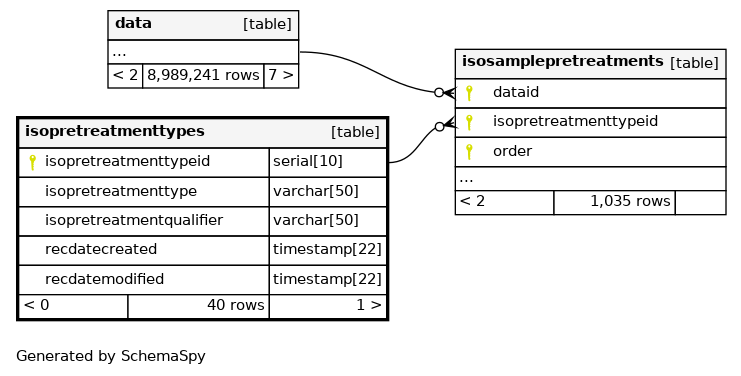 data [table]
...
< 2 8,989,241 rows 7 >
isosamplepretreatments [table]
dataid
isopretreatmenttypeid
order
...
< 2 1,035 rows
isopretreatmenttypes [table]
isopretreatmenttypeid serial[10]
isopretreatmenttype varchar[50]
isopretreatmentqualifier varchar[50]
recdatecreated timestamp[22]
recdatemodified timestamp[22]
< 0 40 rows 1 >
Generated by SchemaSpy